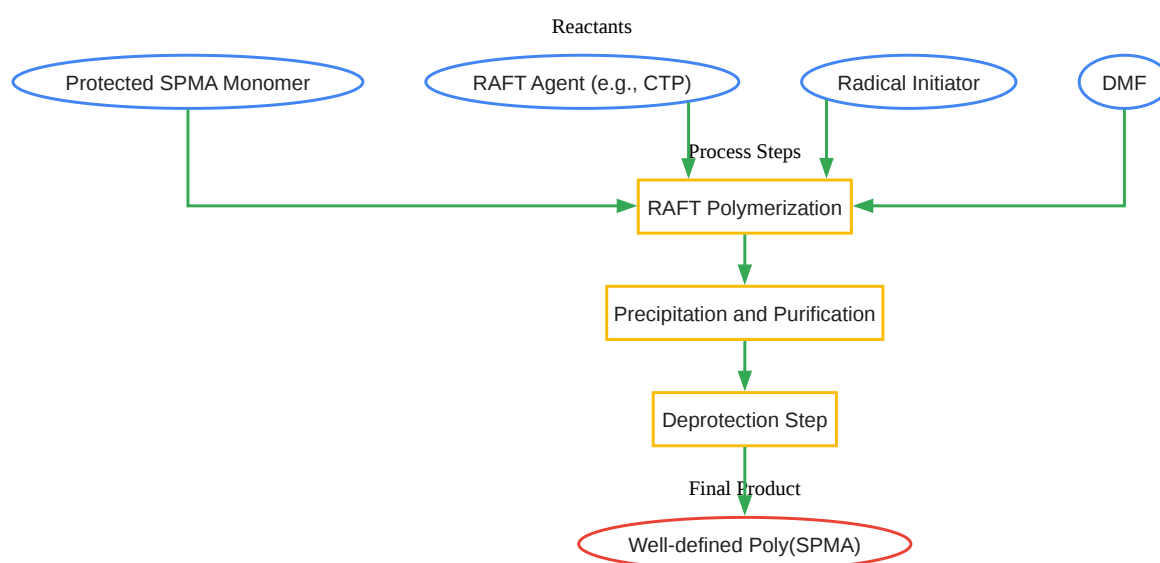 Reactants
Protected SPMA Monomer
RAFT Agent (e.g., CTP)
Radical Initiator
DMF
Process Steps
RAFT Polymerization
Precipitation and Purification
Deprotection Step
Final Product
Well-defined Poly(SPMA)